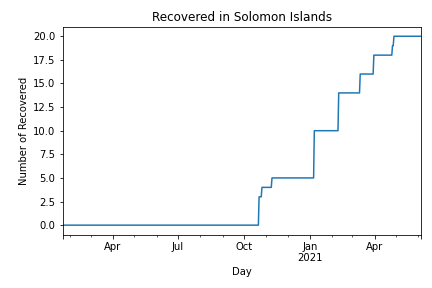 Recovered in Solomon Islands
Number of Recovered
20.0
17.5
15.0
12.5
10.0
7.5
5.0
2.5
0.0
Apr
Jul
Oct
Jan
2021
Apr
Day